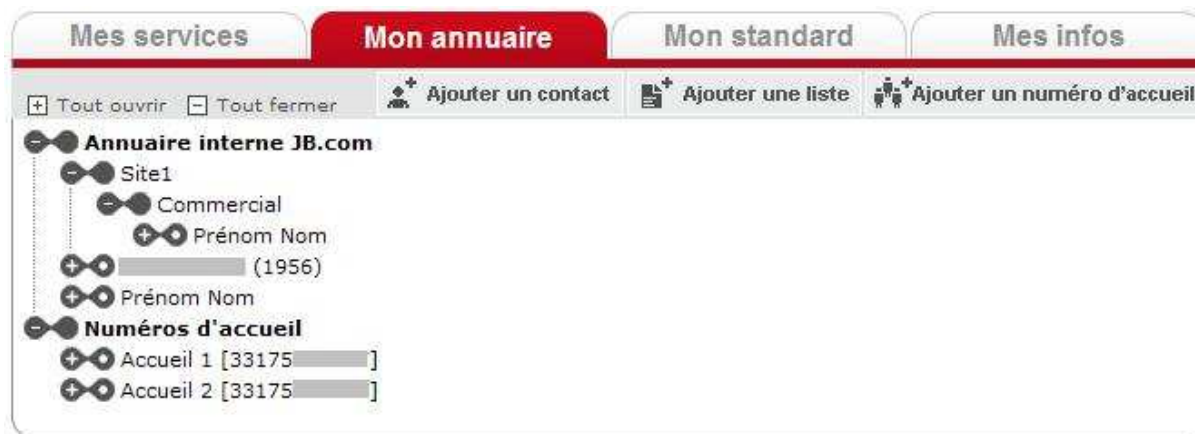 Mes services Mon annuaire Mon standard Mes infos
Tout ouvrir Tout fermer Ajouter un contact Ajouter une liste Ajouter un numéro d'accueil
Annuaire interne JB.com
Site1
Commercial
Prénom Nom
(1956)
Prénom Nom
Numéros d'accueil
Accueil 1 [33175 ]
Accueil 2 [33175 ]